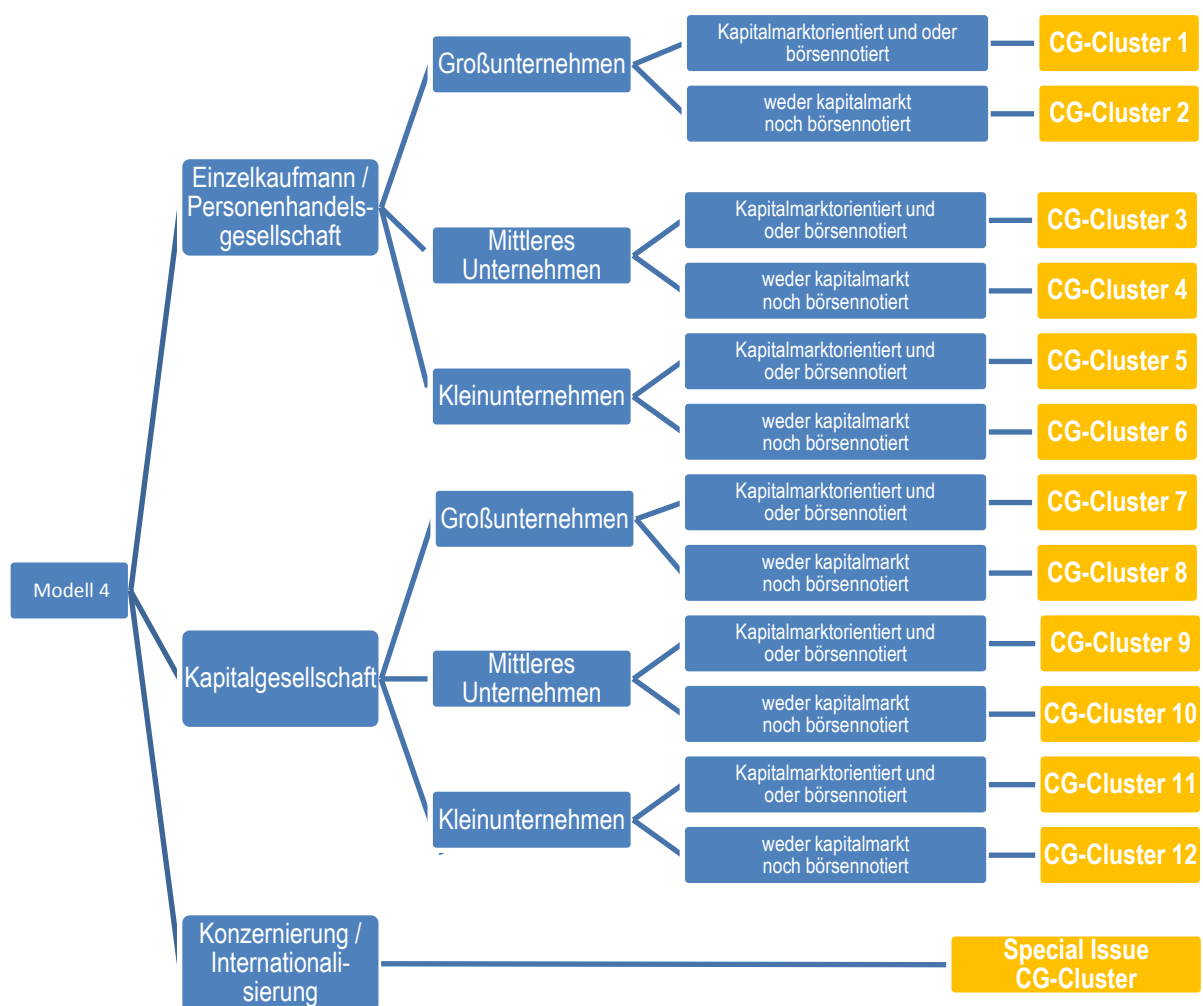 Modell 4
Einzelkaufmann /
Personenhandels-
gesellschaft
Großunternehmen
Kapitalmarktorientiert und oder
börsennotiert
CG-Cluster 1
weder kapitalmarkt
noch börsennotiert
CG-Cluster 2
Mittleres
Unternehmen
Kapitalmarktorientiert und
oder börsennotiert
CG-Cluster 3
weder kapitalmarkt
noch börsennotiert
CG-Cluster 4
Kleinunternehmen
Kapitalmarktorientiert und
oder börsennotiert
CG-Cluster 5
weder kapitalmarkt
noch börsennotiert
CG-Cluster 6
Kapitalgesellschaft
Großunternehmen
Kapitalmarktorientiert und
oder börsennotiert
CG-Cluster 7
weder kapitalmarkt
noch börsennotiert
CG-Cluster 8
Mittleres
Unternehmen
Kapitalmarktorientiert und
oder börsennotiert
CG-Cluster 9
weder kapitalmarkt
noch börsennotiert
CG-Cluster 10
Kleinunternehmen
Kapitalmarktorientiert und
oder börsennotiert
CG-Cluster 11
weder kapitalmarkt
noch börsennotiert
CG-Cluster 12
Konzernierung /
Internationali-
sierung
Special Issue
CG-Cluster